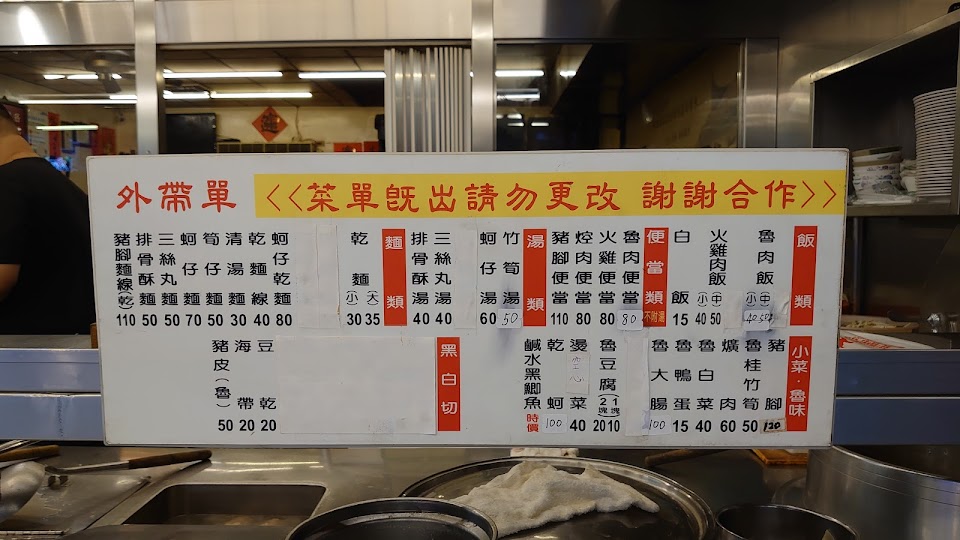 外帶單
<<菜單既出請勿更改 謝謝合作>>
飯類
魯肉飯(中)(小) 50 40
火雞肉飯(中)(小) 50 40
白飯 15
便當類 不附湯
魯肉便當 80
火雞便當 80
焢肉便當 80
豬腳便當 110
湯類
竹筍湯 50
蚵仔湯 60
三絲丸湯 40
排骨酥湯 40
麵類
乾麵(大)(小) 35 30
蚵仔乾麵 80
乾麵線 40
清湯麵 30
筍仔麵 50
蚵仔麵 70
三絲丸麵 50
排骨酥麵 50
豬腳麵線(乾) 110
小菜·魯味
豬腳 120
魯桂竹筍 50
爌肉 60
魯白菜 40
魯鴨蛋 15
魯大腸 100
魯豆腐(1塊)(2塊) 10 20
燙空心菜 40
乾蚵 100
鹹水黑鯽魚 時價
黑白切
豆乾 20
海帶 20
豬皮(魯) 50